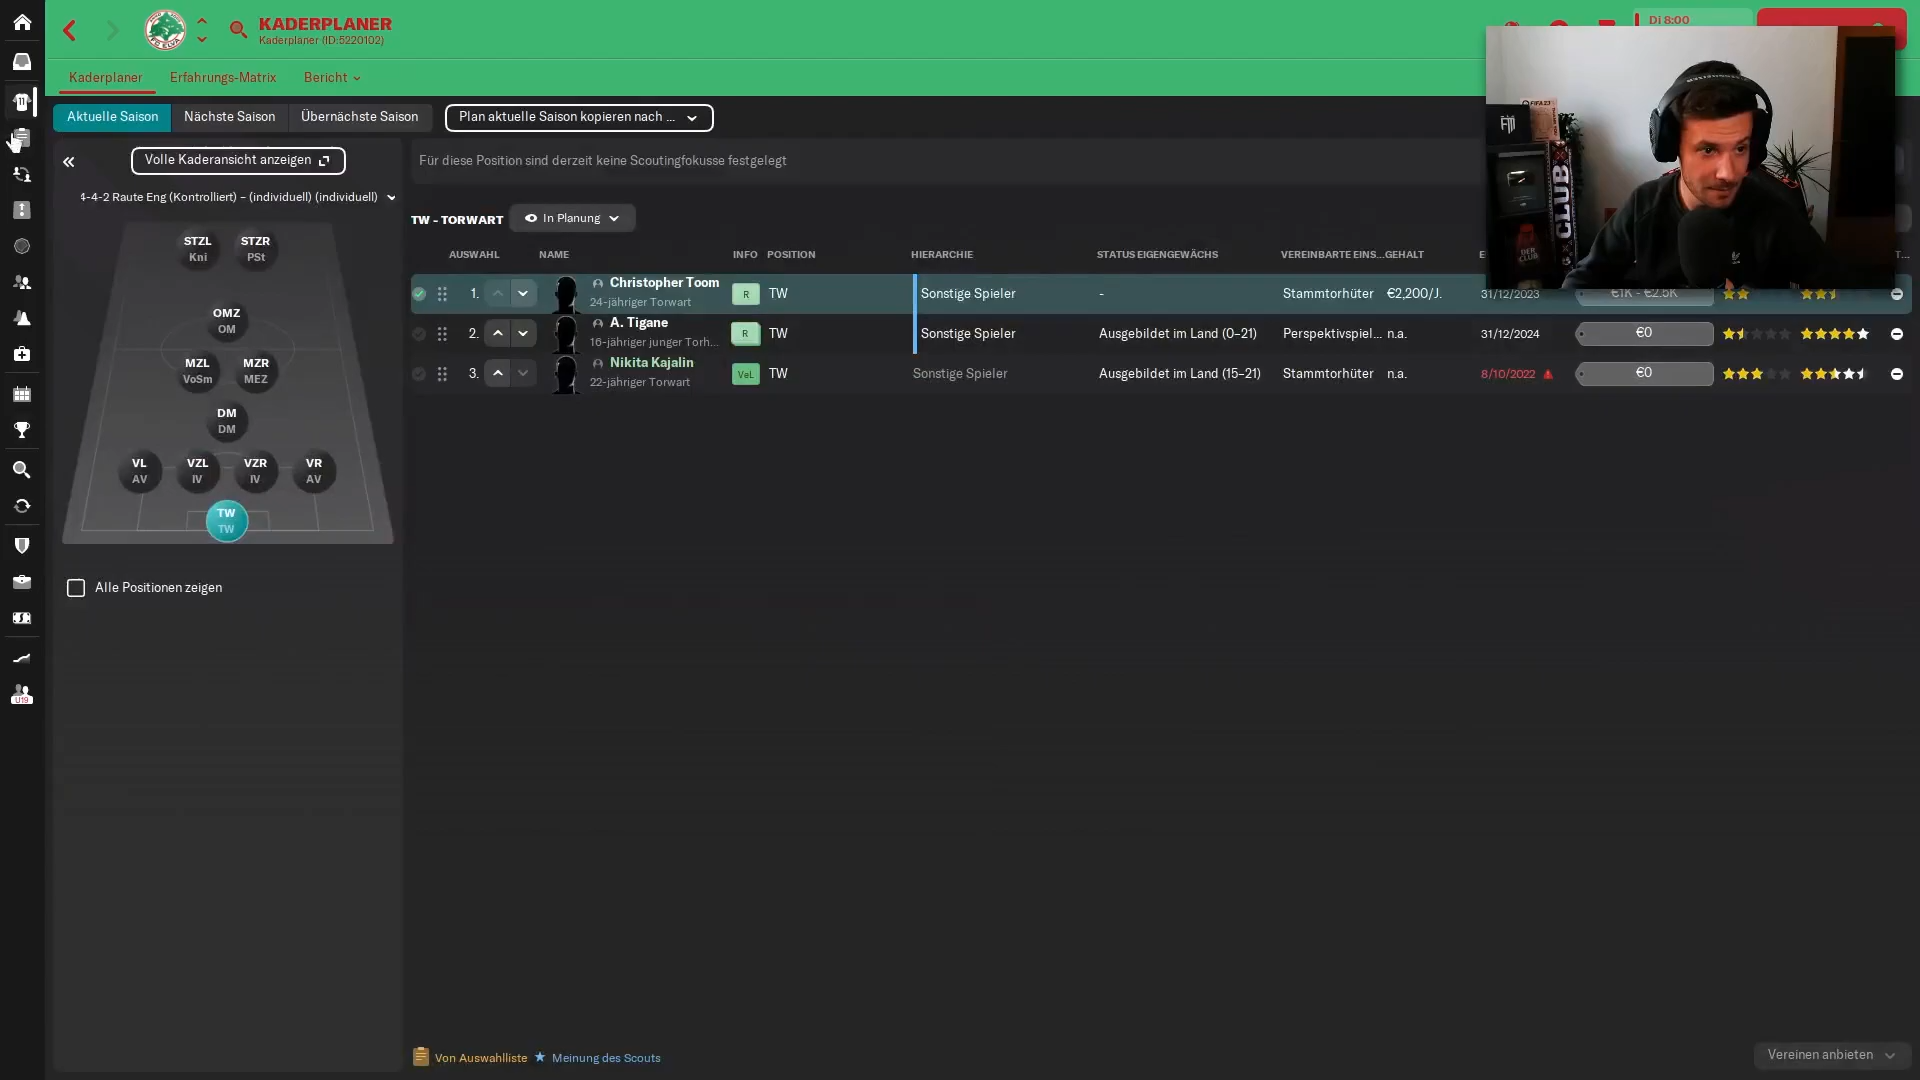 KADERPLANER
Kaderplaner (ID:5220102)
Di 8:00
Kaderplaner
Erfahrungs-Matrix
Bericht
Aktuelle Saison
Nächste Saison
Übernächste Saison
Plan aktuelle Saison kopieren nach ...
Volle Kaderansicht anzeigen
Für diese Position sind derzeit keine Scoutingfokusse festgelegt
4-4-2 Raute Eng (Kontrolliert) – (individuell) (individuell)
TW - TORWART
In Planung
AUSWAHL NAME INFO POSITION HIERARCHIE STATUS EIGENGEWÄCHS VEREINBARTE EINS... GEHALT
1. Christopher Toom R TW Sonstige Spieler - Stammtorhüter €2,200/J. 31/12/2023 €1K - €2.5K
24-jähriger Torwart
2. A. Tigane R TW Sonstige Spieler Ausgebildet im Land (0-21) Perspektivspiel... n.a. 31/12/2024 €0
16-jähriger junger Torh...
3. Nikita Kajalin VeL TW Sonstige Spieler Ausgebildet im Land (15-21) Stammtorhüter n.a. 8/10/2022 €0
22-jähriger Torwart
STZL
Kni
STZR
PSt
OMZ
OM
MZL
VoSm
MZR
MEZ
DM
DM
VL
AV
VZL
IV
VZR
IV
VR
AV
TW
TW
Alle Positionen zeigen
U19
Von Auswahlliste
Meinung des Scouts
Vereinen anbieten
FIFA 23
CLUB
DER
CLUB